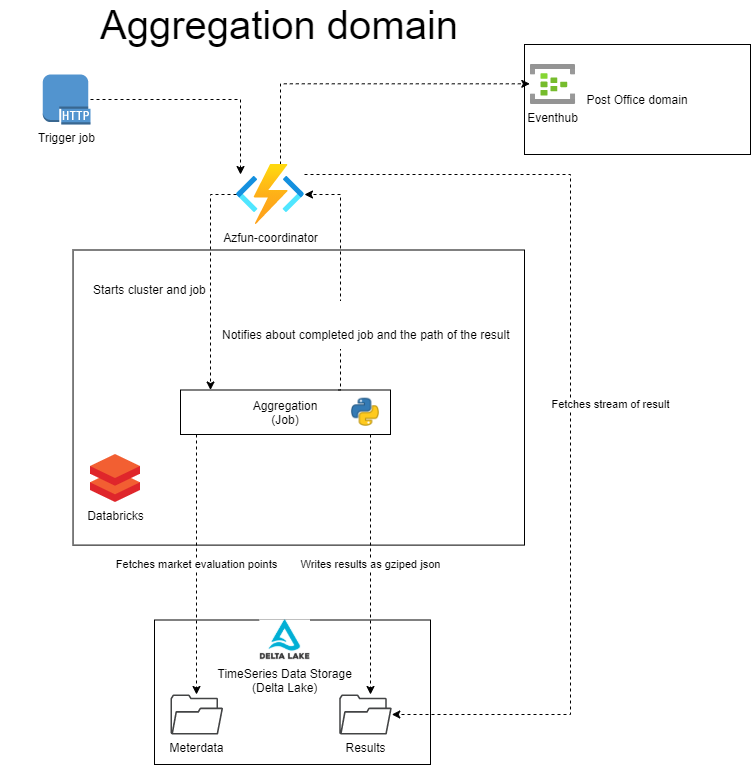 Aggregation domain
HTTP
Trigger job
Eventhub
Post Office domain
Azfun-coordinator
Starts cluster and job
Notifies about completed job and the path of the result
Aggregation
(Job)
Fetches stream of result
Databricks
Fetches market evaluation points
Writes results as gziped json
DELTA LAKE
TimeSeries Data Storage
(Delta Lake)
Meterdata
Results